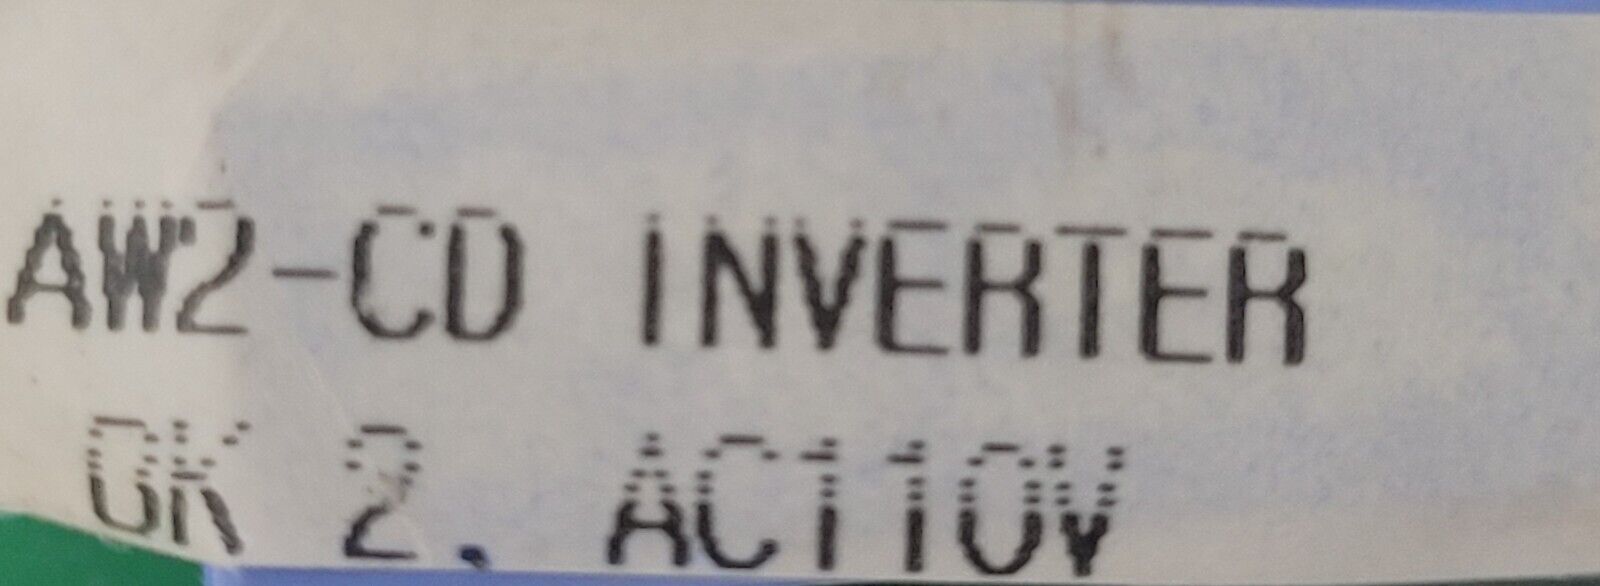 AW2-CD INVERTER
OK 2. AC110V